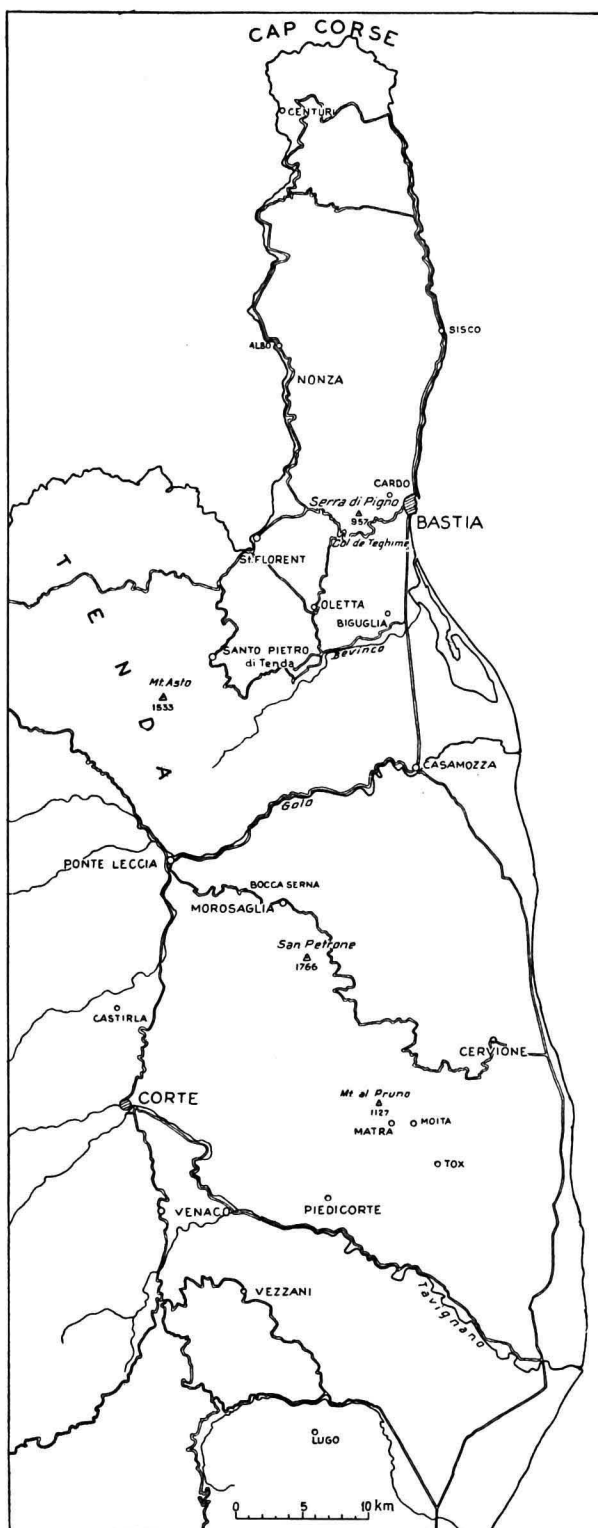 CAP CORSE
CENTURI
SISCO
ALBO
NONZA
CARDO
Serra di Pigno
957
BASTIA
Col de Teghime
St. FLORENT
OLETTA
BIGUGLIA
SANTO PIETRO
di Tenda
Bevinco
TENDA
Mt. Asto
1533
CASAMOZZA
Golo
PONTE LECCIA
BOCCA SERNA
MOROSAGLIA
San Petrone
1766
CASTIRLA
CERVIONE
Mt al Pruno
1127
CORTE
MATRA
MOITA
TOX
PIEDICORTE
VENACO
VEZZANI
Tavignano
LUGO
0 5 10 km